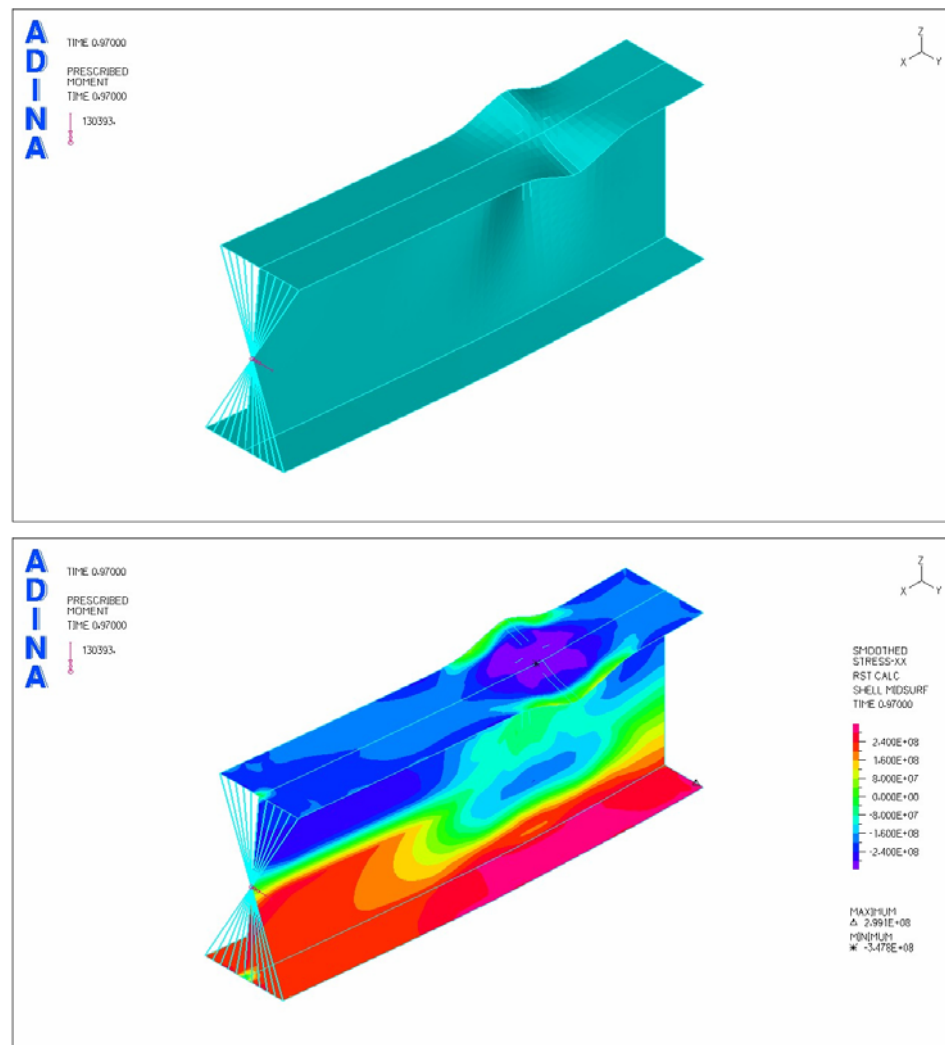 ADINA
TIME 0.97000
PRESCRIBED
MOMENT
TIME 0.97000
130393.
Z
X Y
ADINA
TIME 0.97000
PRESCRIBED
MOMENT
TIME 0.97000
130393.
Z
X Y
SMOOTHED
STRESS-XX
RST CALC
SHELL MIDSURF
TIME 0.97000
2.400E+08
1.600E+08
8.000E+07
0.000E+00
-8.000E+07
-1.600E+08
-2.400E+08
MAXIMUM
2.991E+08
MINIMUM
-3.478E+08